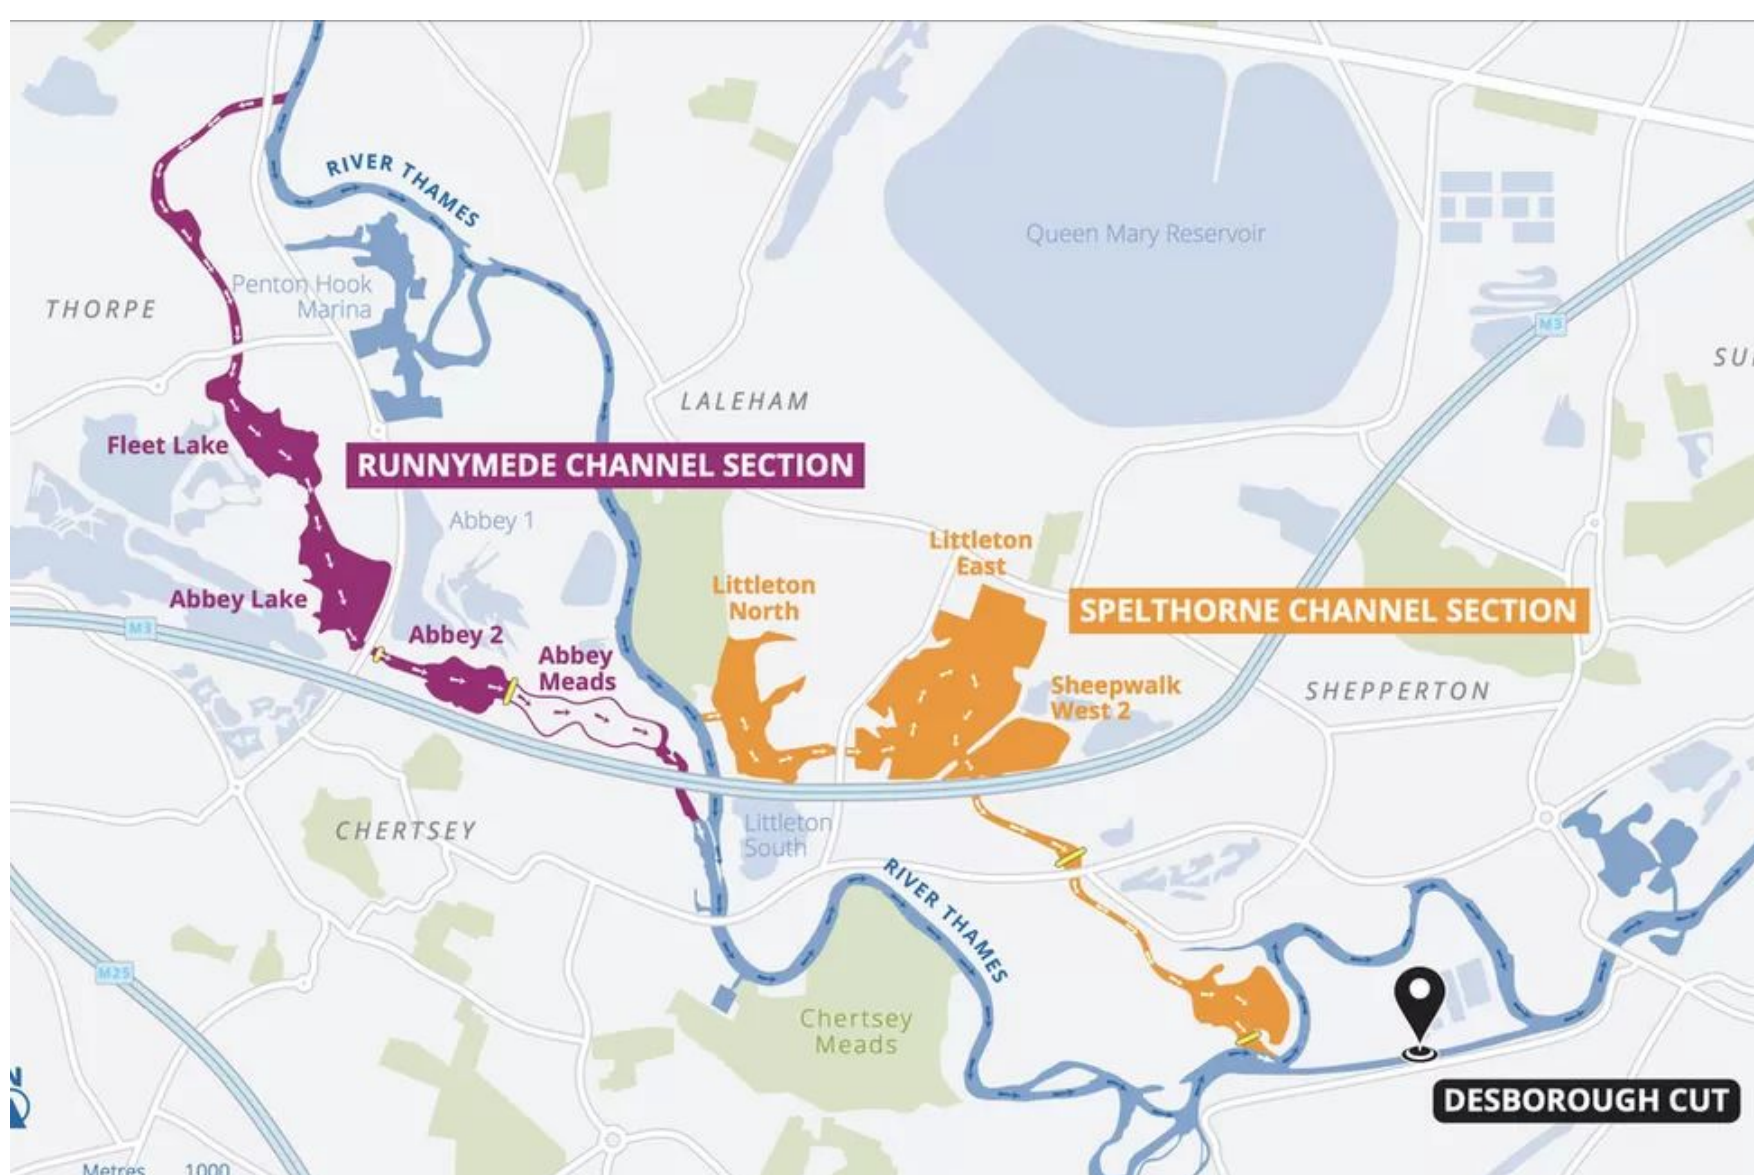 RIVER THAMES
Queen Mary Reservoir
Penton Hook
Marina
THORPE
M3
LALEHAM
Fleet Lake
RUNNYMEDE CHANNEL SECTION
Abbey 1
Littleton
East
Littleton
North
SPELTHORNE CHANNEL SECTION
Abbey Lake
M3
Abbey 2
Abbey
Meads
Sheepwalk
West 2
SHEPPERTON
CHERTSEY
Littleton
South
RIVER THAMES
M25
Chertsey
Meads
N
DESBOROUGH CUT
Metres 1000